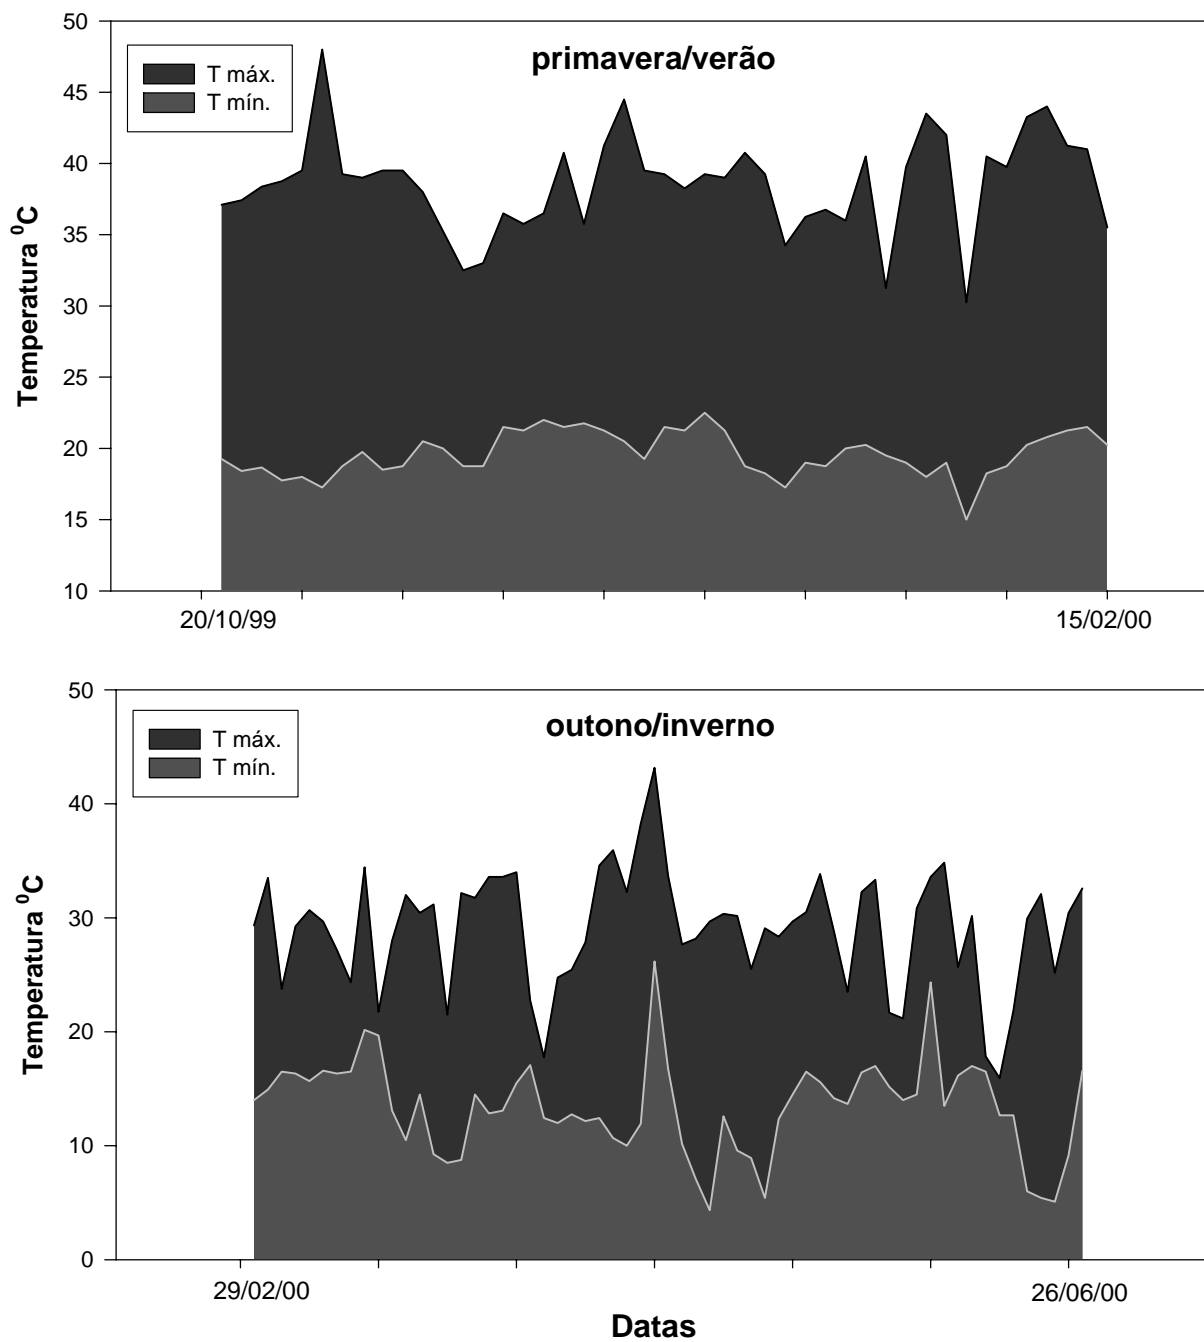 primavera/verão
T máx.
T mín.
Temperatura ⁰C
50
45
40
35
30
25
20
15
10
20/10/99 15/02/00
outono/inverno
T máx.
T mín.
Temperatura ⁰C
50
40
30
20
10
0
29/02/00 26/06/00
Datas